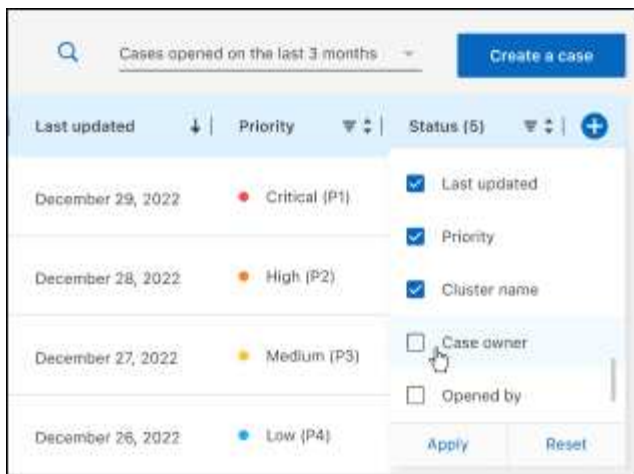 Cases opened on the last 3 months
Create a case
Last updated
Priority
Status (5)
December 29, 2022
Critical (P1)
Last updated
Priority
December 28, 2022
High (P2)
Cluster name
Case owner
December 27, 2022
Medium (P3)
Opened by
December 26, 2022
Low (P4)
Apply
Reset